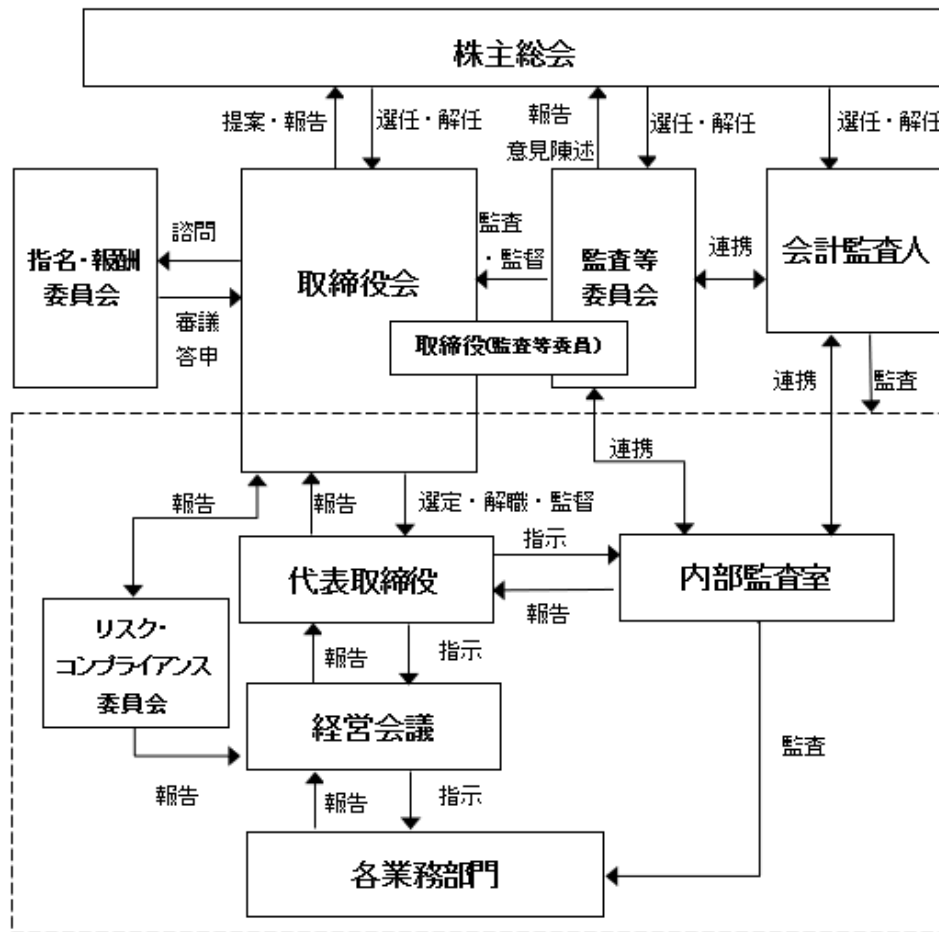 株主総会
提案・報告
選任・解任
報告
意見陳述
選任・解任
選任・解任
指名・報酬
委員会
諮問
審議
答申
取締役会
監査
・監督
監査等
委員会
連携
会計監査人
取締役(監査等委員)
連携
監査
連携
報告
報告
選定・解職・監督
代表取締役
指示
報告
内部監査室
リスク・
コンプライアンス
委員会
報告
指示
経営会議
報告
監査
報告
指示
各業務部門